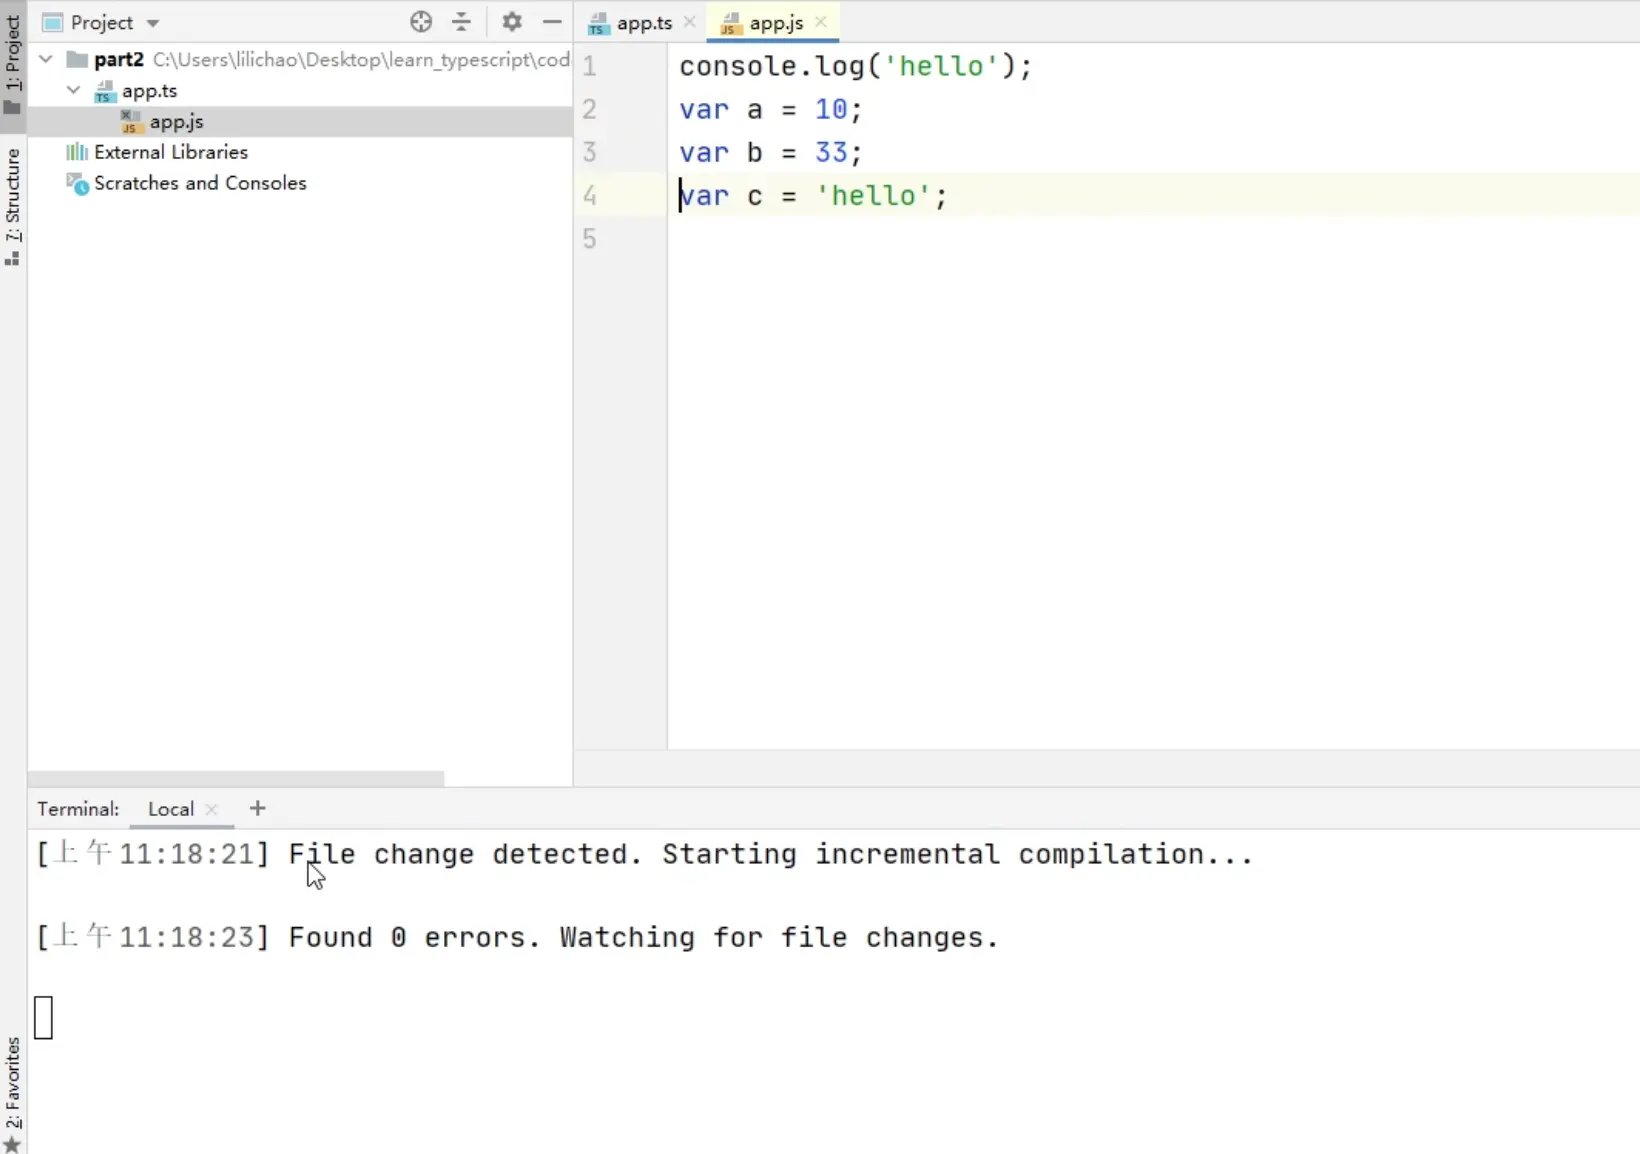 Project
app.ts
app.js
1: Project
7: Structure
2: Favorites
part2 C:\Users\lilichao\Desktop\learn_typescript\cod
app.ts
app.js
External Libraries
Scratches and Consoles
1 console.log('hello');
2 var a = 10;
3 var b = 33;
4 var c = 'hello';
5
Terminal: Local +
[上午11:18:21] File change detected. Starting incremental compilation...
[上午11:18:23] Found 0 errors. Watching for file changes.